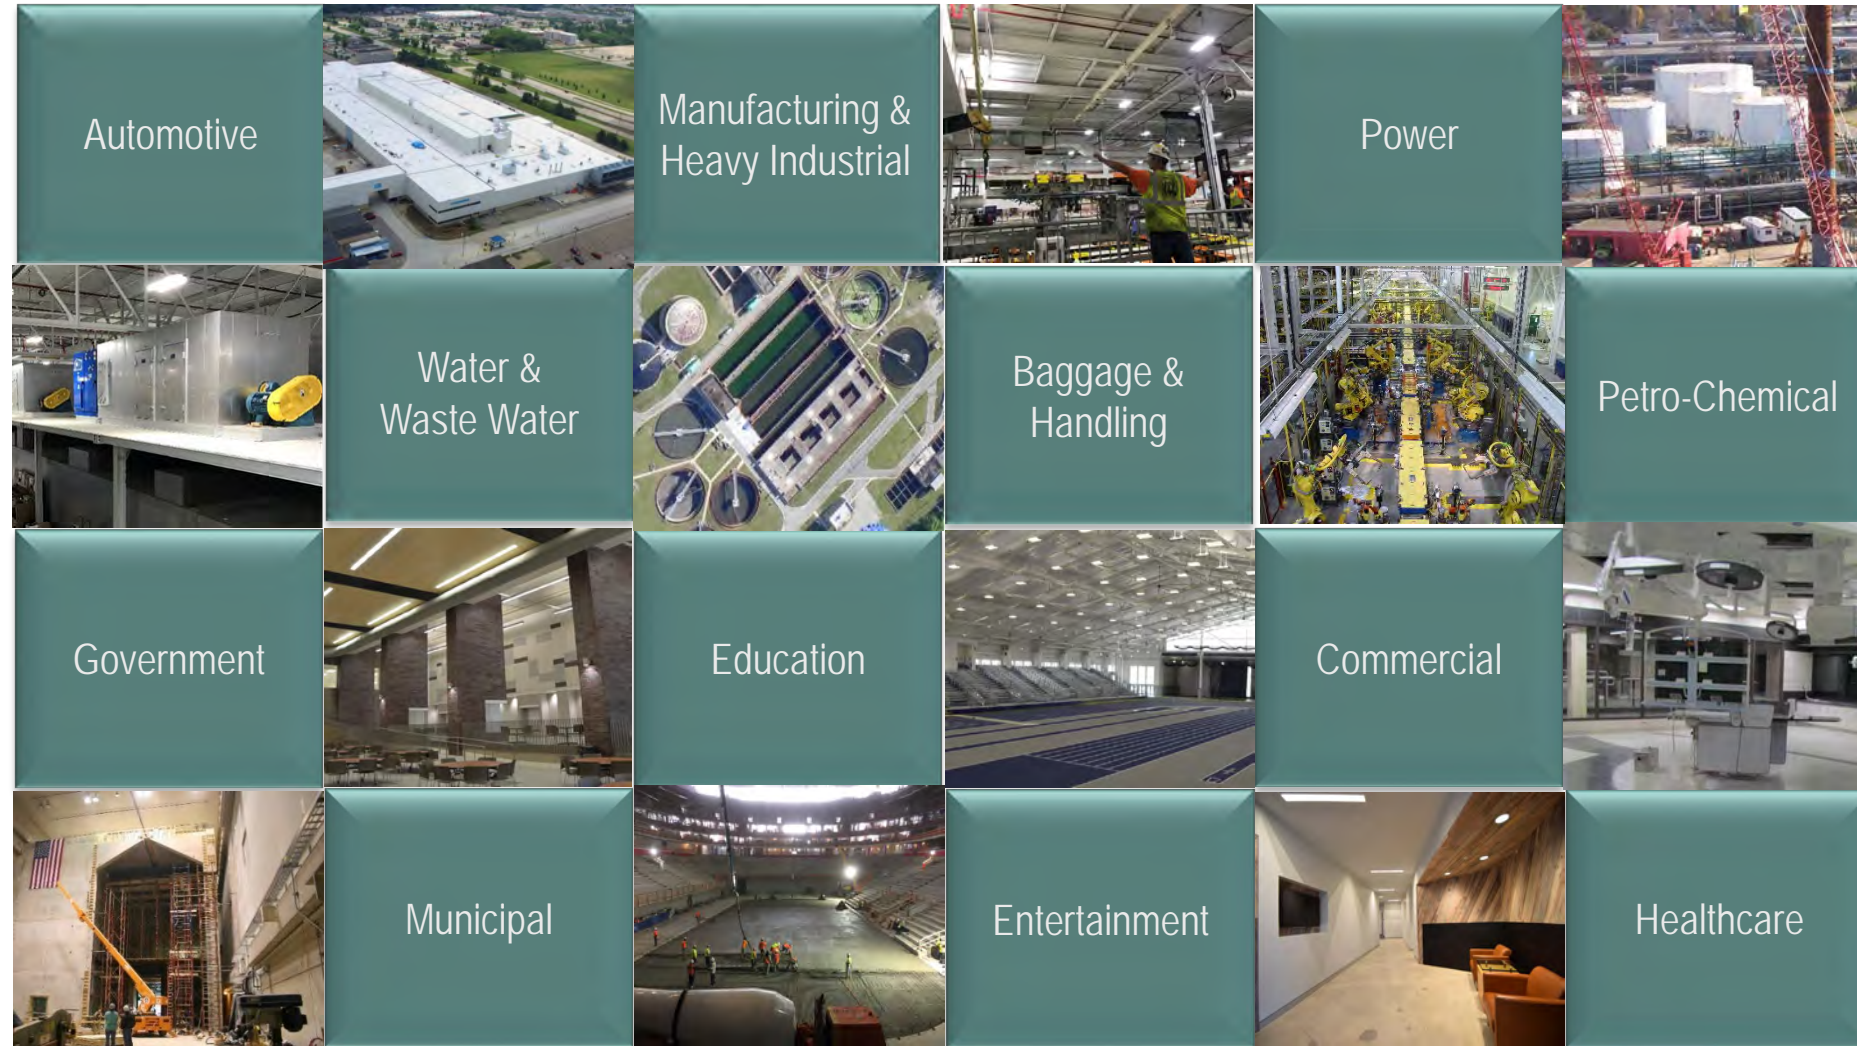 Automotive
Manufacturing &
Heavy Industrial
Power
Water &
Waste Water
Baggage &
Handling
Petro-Chemical
Government
Education
Commercial
Municipal
Entertainment
Healthcare